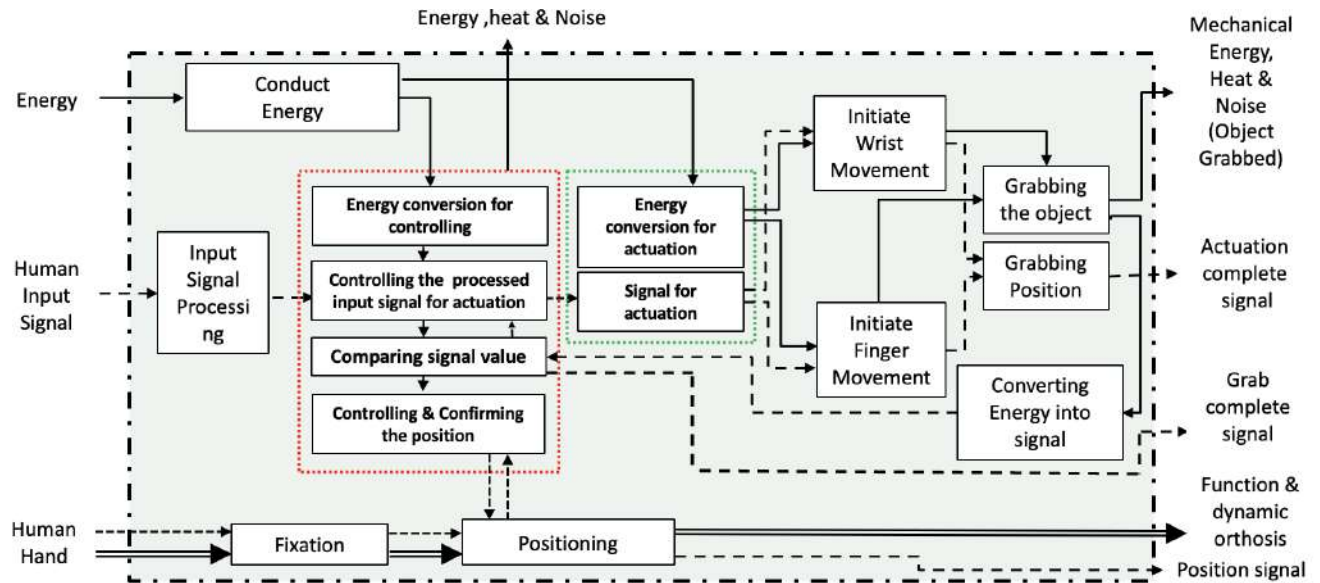 Energy ,heat & Noise
Mechanical
Energy,
Heat &
Noise
(Object
Grabbed)
Energy
Conduct
Energy
Initiate
Wrist
Movement
Grabbing
the object
Energy conversion for
controlling
Energy
conversion for
actuation
Human
Input
Signal
Input
Signal
Processi
ng
Controlling the  processed
input signal for actuation
Signal for
actuation
Grabbing
Position
Actuation
complete
signal
Initiate
Finger
Movement
Comparing signal value
Converting
Energy into
signal
Grab
complete
signal
Controlling & Confirming
the position
Human
Hand
Fixation
Positioning
Function &
dynamic
orthosis
Position signal